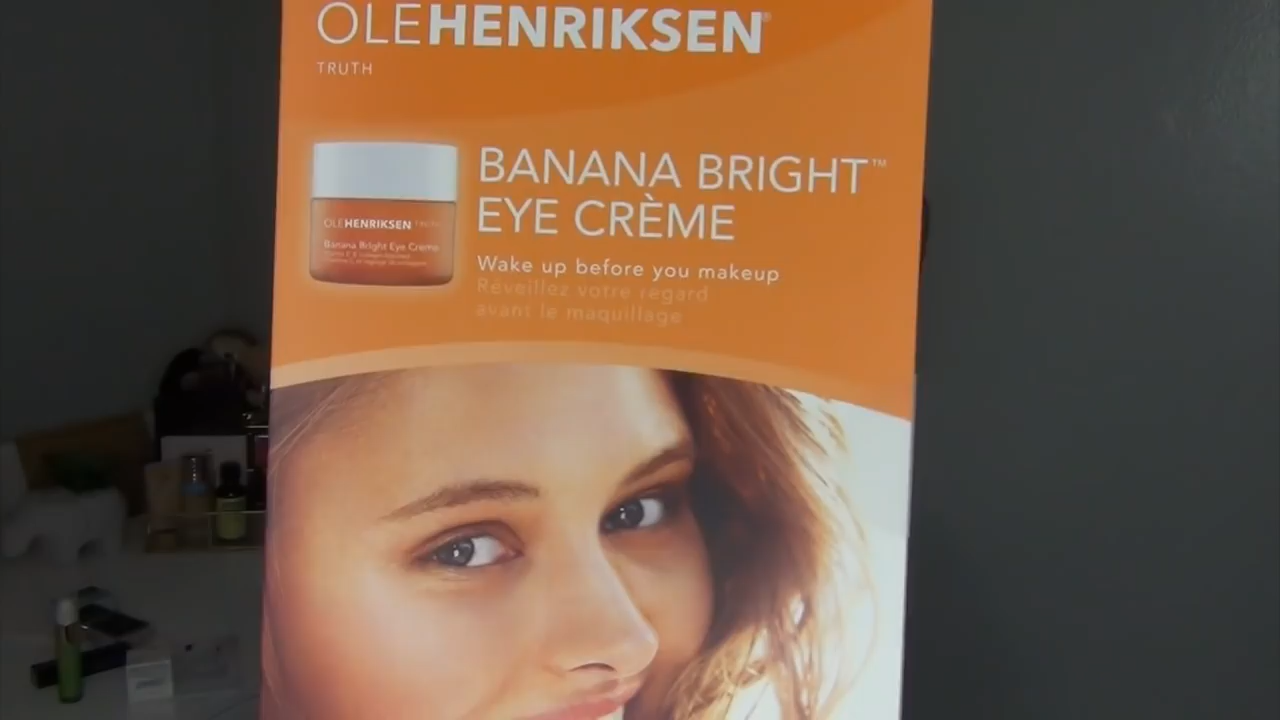 OLEHENRIKSEN®
TRUTH
BANANA BRIGHT™
EYE CRÈME
Wake up before you makeup
Réveillez votre regard
avant le maquillage
OLEHENRIKSEN TRUTH
Banana Bright Eye Crème